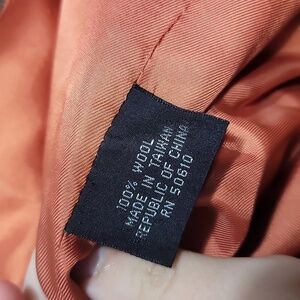 100% WOOL
MADE IN TAIWAN
REPUBLIC OF CHINA
RN 50610